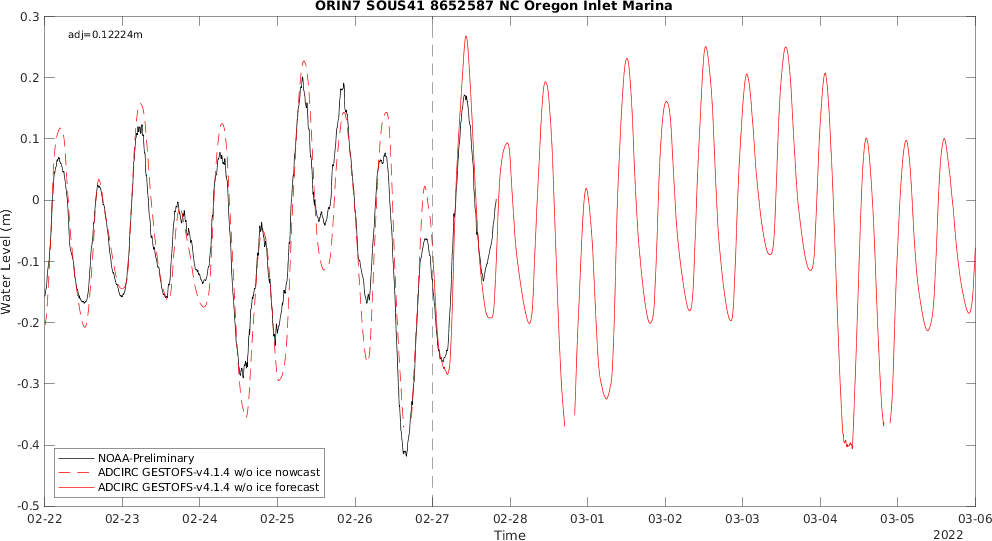 ORIN7 SOUS41 8652587 NC Oregon Inlet Marina
adj=0.12224m
0.3
0.2
0.1
0
-0.1
-0.2
-0.3
-0.4
-0.5
Water Level (m)
NOAA-Preliminary
ADCIRC GESTOFS-v4.1.4 w/o ice nowcast
ADCIRC GESTOFS-v4.1.4 w/o ice forecast
02-22 02-23 02-24 02-25 02-26 02-27 02-28 03-01 03-02 03-03 03-04 03-05 03-06
Time
2022